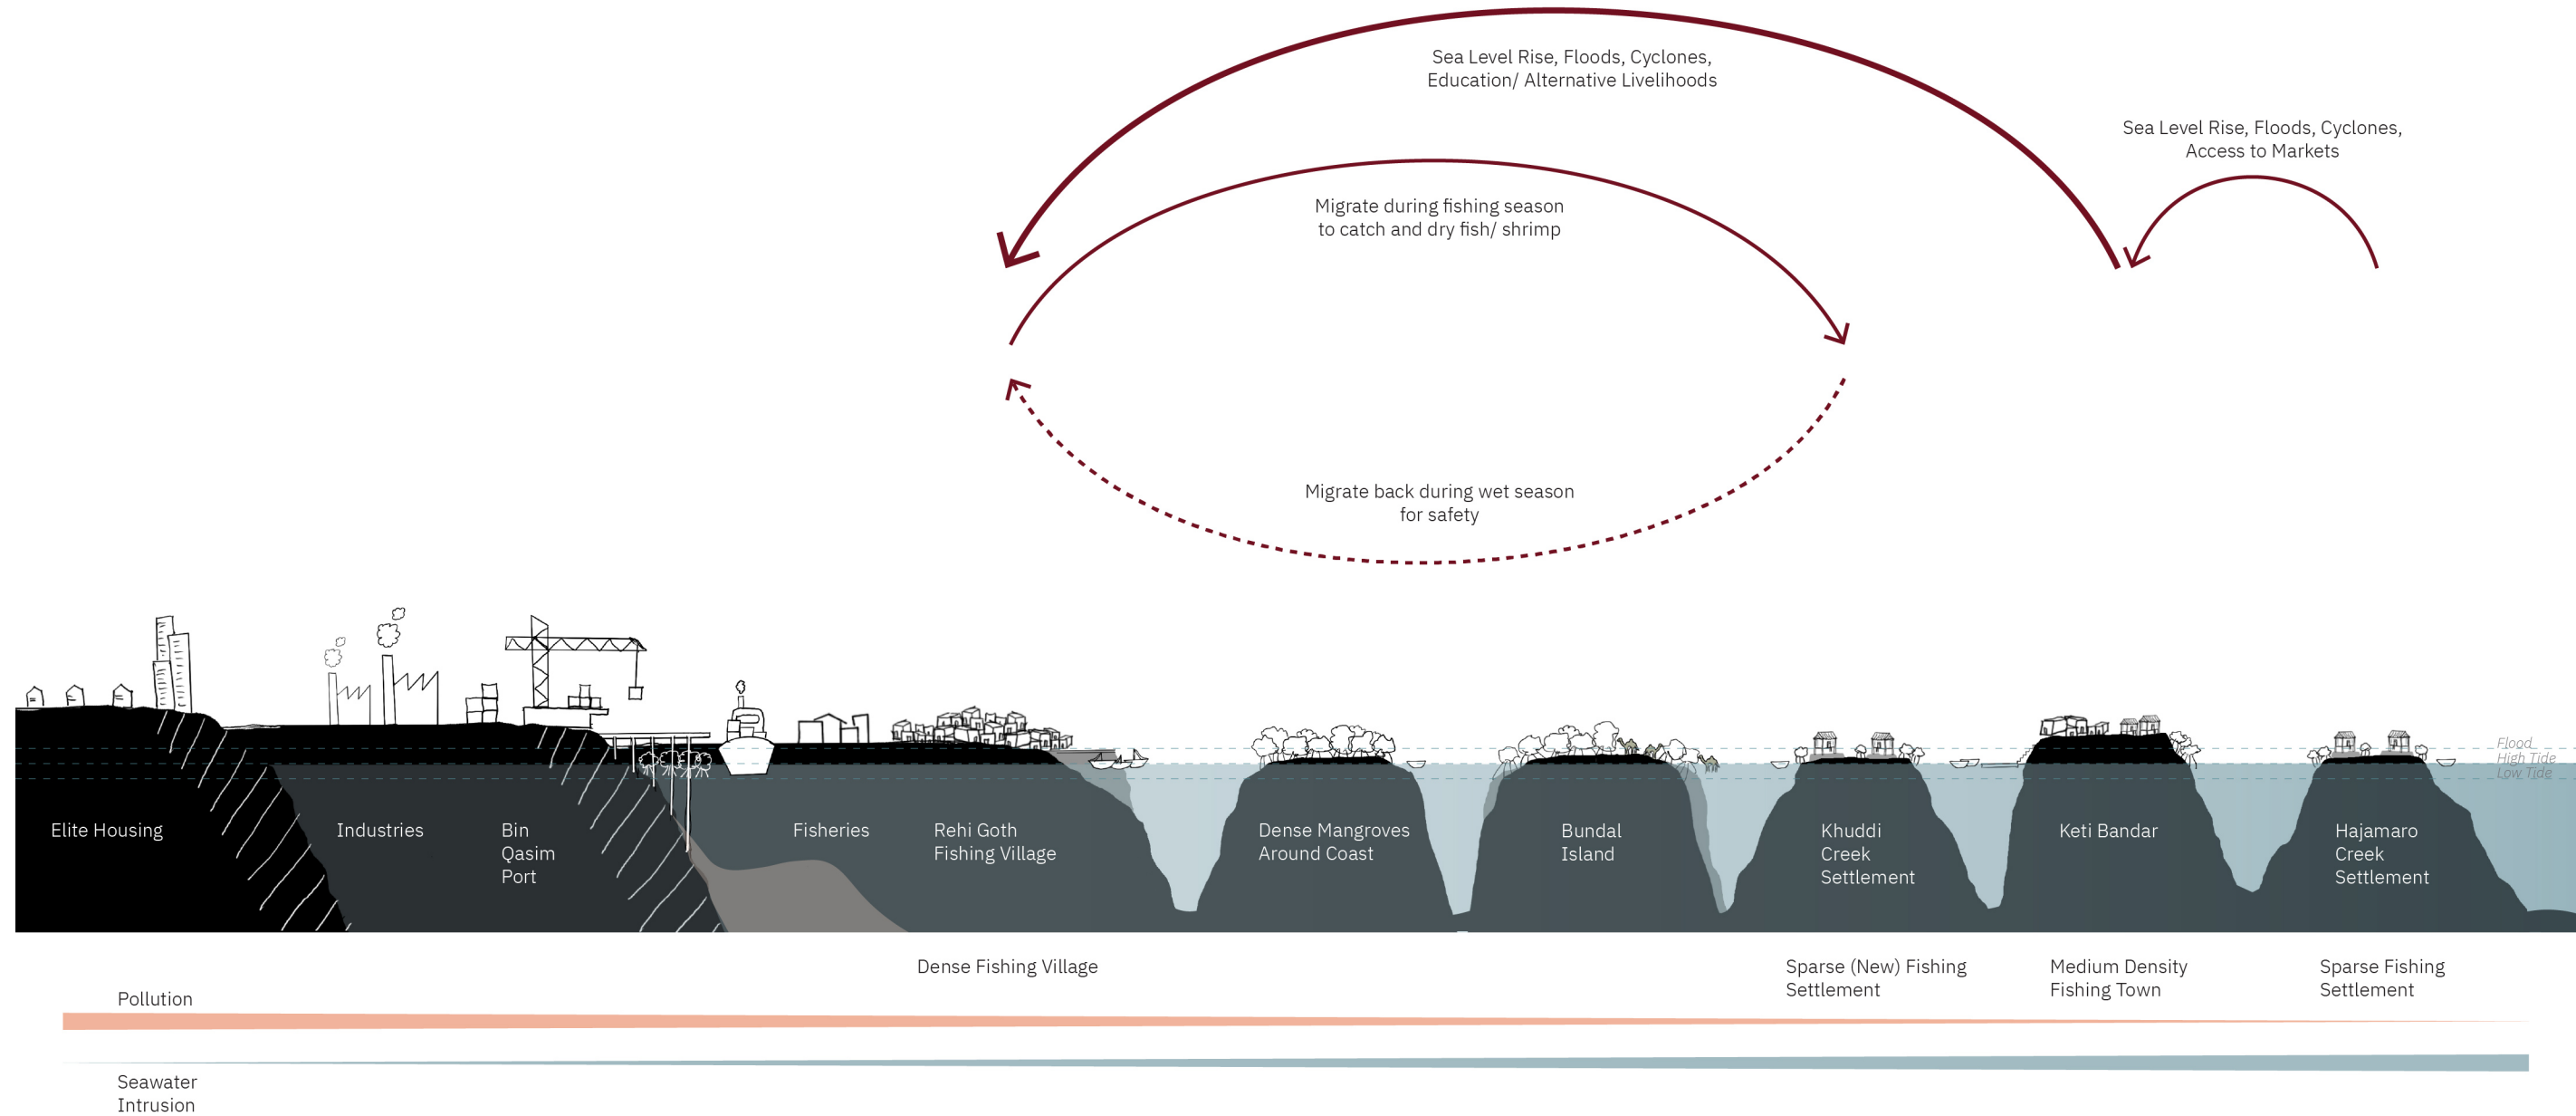 Sea Level Rise, Floods, Cyclones,
Education/ Alternative Livelihoods
Sea Level Rise, Floods, Cyclones,
Access to Markets
Migrate during fishing season
to catch and dry fish/ shrimp
Migrate back during wet season
for safety
Flood
High Tide
Low Tide
Elite Housing
Industries
Bin
Qasim
Port
Fisheries
Rehi Goth
Fishing Village
Dense Mangroves
Around Coast
Bundal
Island
Khuddi
Creek
Settlement
Keti Bandar
Hajamaro
Creek
Settlement
Dense Fishing Village
Sparse (New) Fishing
Settlement
Medium Density
Fishing Town
Sparse Fishing
Settlement
Pollution
Seawater
Intrusion